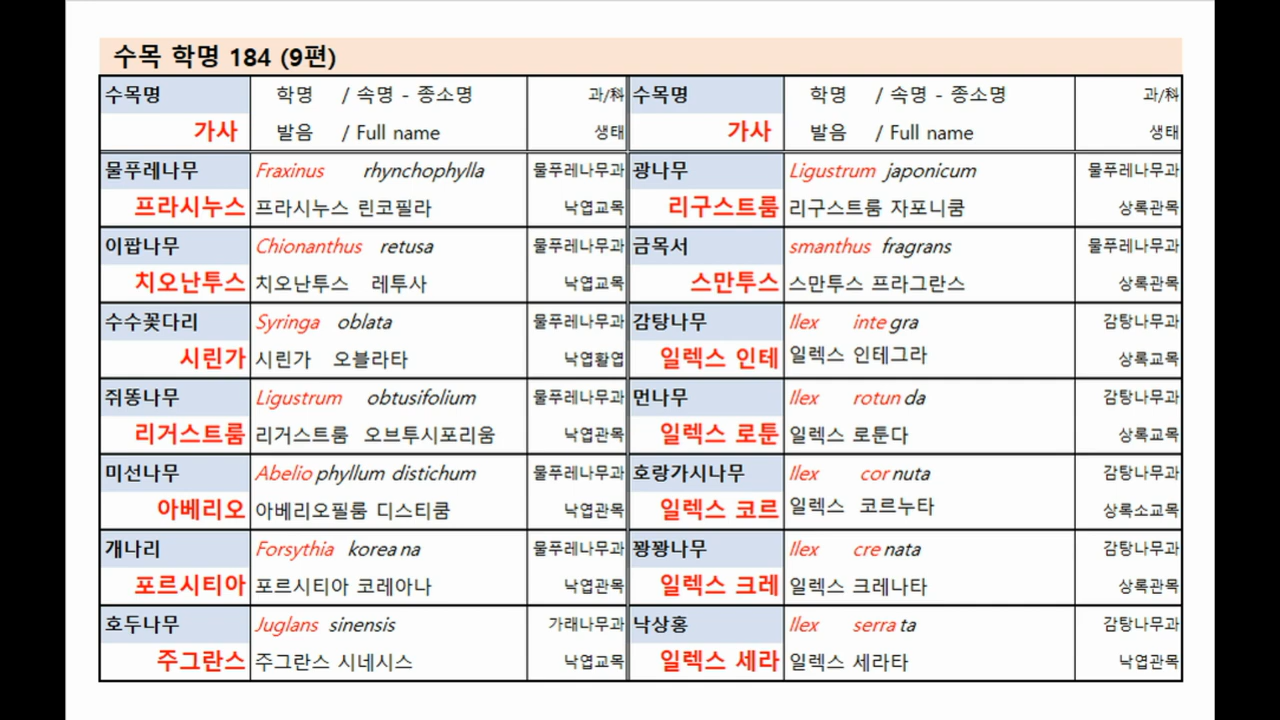 수목 학명 184 (9편)
수목명 학명 / 속명 - 종소명 과/科 수목명 학명 / 속명 - 종소명 과/科
가사 발음 / Full name 생태 가사 발음 / Full name 생태
물푸레나무 Fraxinus rhynchophylla 물푸레나무과 광나무 Ligustrum japonicum 물푸레나무과
프라시누스 프라시누스 린코필라 낙엽교목 리구스트룸 리구스트룸 자포니쿰 상록관목
이팝나무 Chionanthus retusa 물푸레나무과 금목서 smanthus fragrans 물푸레나무과
치오난투스 치오난투스 레투사 낙엽교목 스만투스 스만투스 프라그란스 상록관목
수수꽃다리 Syringa oblata 물푸레나무과 감탕나무 Ilex inte gra 감탕나무과
시린가 시린가 오블라타 낙엽활엽 일렉스 인테 일렉스 인테그라 상록교목
쥐똥나무 Ligustrum obtusifolium 물푸레나무과 먼나무 Ilex rotun da 감탕나무과
리거스트룸 리거스트룸 오브투시포리움 낙엽관목 일렉스 로툰 일렉스 로툰다 상록교목
미선나무 Abelio phyllum distichum 물푸레나무과 호랑가시나무 Ilex cor nuta 감탕나무과
아베리오 아베리오필룸 디스티쿰 낙엽관목 일렉스 코르 일렉스 코르누타 상록소교목
개나리 Forsythia korea na 물푸레나무과 꽝꽝나무 Ilex cre nata 감탕나무과
포르시티아 포르시티아 코레아나 낙엽관목 일렉스 크레 일렉스 크레나타 상록관목
호두나무 Juglans sinensis 가래나무과 낙상홍 Ilex serra ta 감탕나무과
주그란스 주그란스 시네시스 낙엽교목 일렉스 세라 일렉스 세라타 낙엽관목